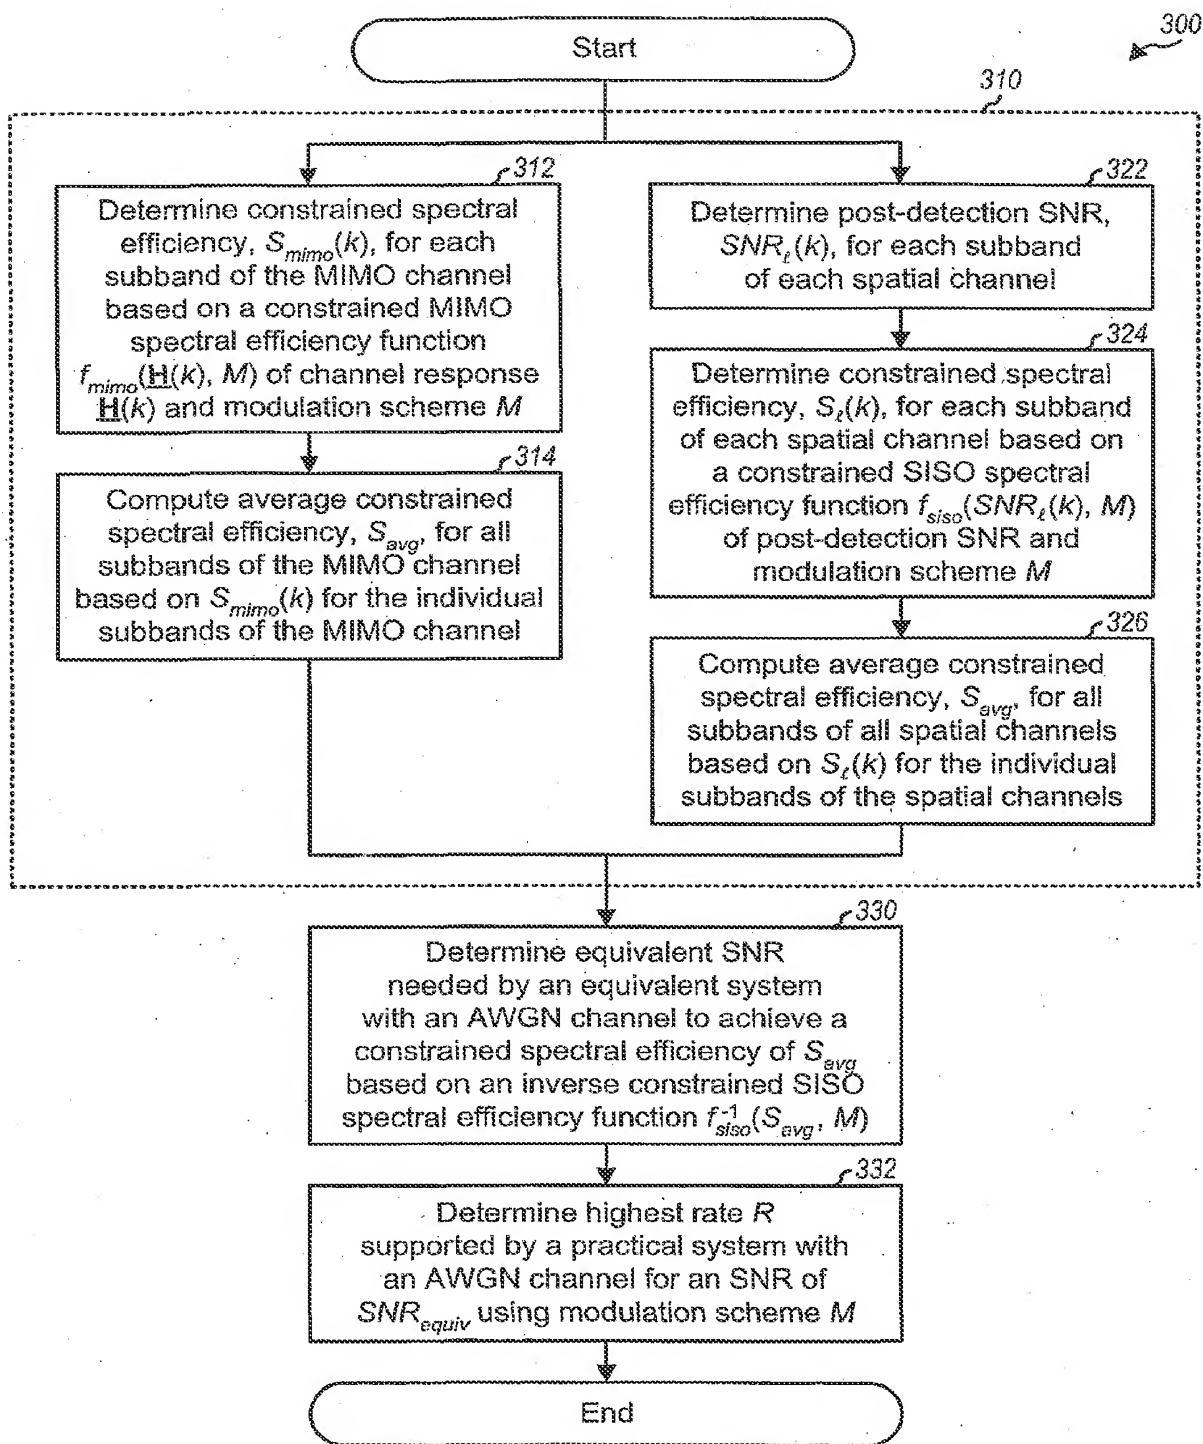 300
Start
310
312
Determine constrained spectral
efficiency, S_mimo(k), for each
subband of the MIMO channel
based on a constrained MIMO
spectral efficiency function
f_mimo(H(k), M) of channel response
H(k) and modulation scheme M
314
Compute average constrained
spectral efficiency, S_avg, for all
subbands of the MIMO channel
based on S_mimo(k) for the individual
subbands of the MIMO channel
322
Determine post-detection SNR,
SNR_ℓ(k), for each subband
of each spatial channel
324
Determine constrained spectral
efficiency, S_ℓ(k), for each subband
of each spatial channel based on
a constrained SISO spectral
efficiency function f_siso(SNR_ℓ(k), M)
of post-detection SNR and
modulation scheme M
326
Compute average constrained
spectral efficiency, S_avg, for all
subbands of all spatial channels
based on S_ℓ(k) for the individual
subbands of the spatial channels
330
Determine equivalent SNR
needed by an equivalent system
with an AWGN channel to achieve a
constrained spectral efficiency of S_avg
based on an inverse constrained SISO
spectral efficiency function f^-1_siso(S_avg, M)
332
Determine highest rate R
supported by a practical system with
an AWGN channel for an SNR of
SNR_equiv using modulation scheme M
End